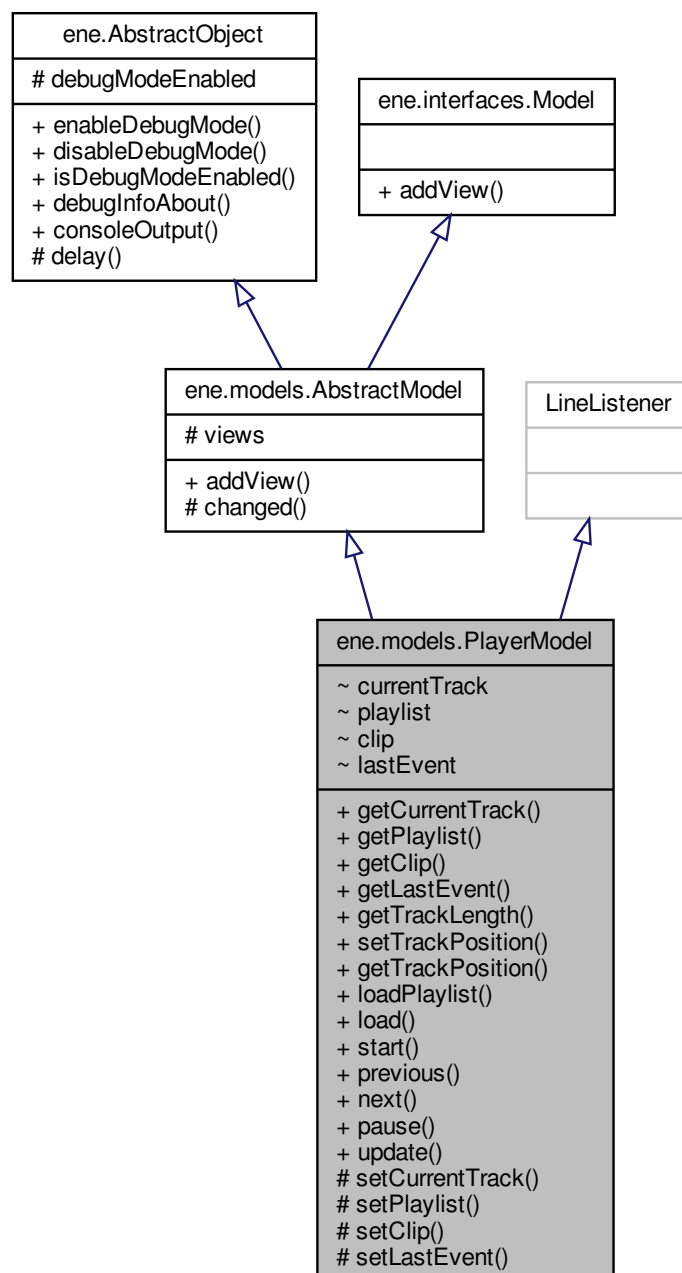 ene.AbstractObject
# debugModeEnabled
+ enableDebugMode()
+ disableDebugMode()
+ isDebugModeEnabled()
+ debugInfoAbout()
+ consoleOutput()
# delay()
ene.interfaces.Model
+ addView()
ene.models.AbstractModel
# views
+ addView()
# changed()
LineListener
ene.models.PlayerModel
~ currentTrack
~ playlist
~ clip
~ lastEvent
+ getCurrentTrack()
+ getPlaylist()
+ getClip()
+ getLastEvent()
+ getTrackLength()
+ setTrackPosition()
+ getTrackPosition()
+ loadPlaylist()
+ load()
+ start()
+ previous()
+ next()
+ pause()
+ update()
# setCurrentTrack()
# setPlaylist()
# setClip()
# setLastEvent()